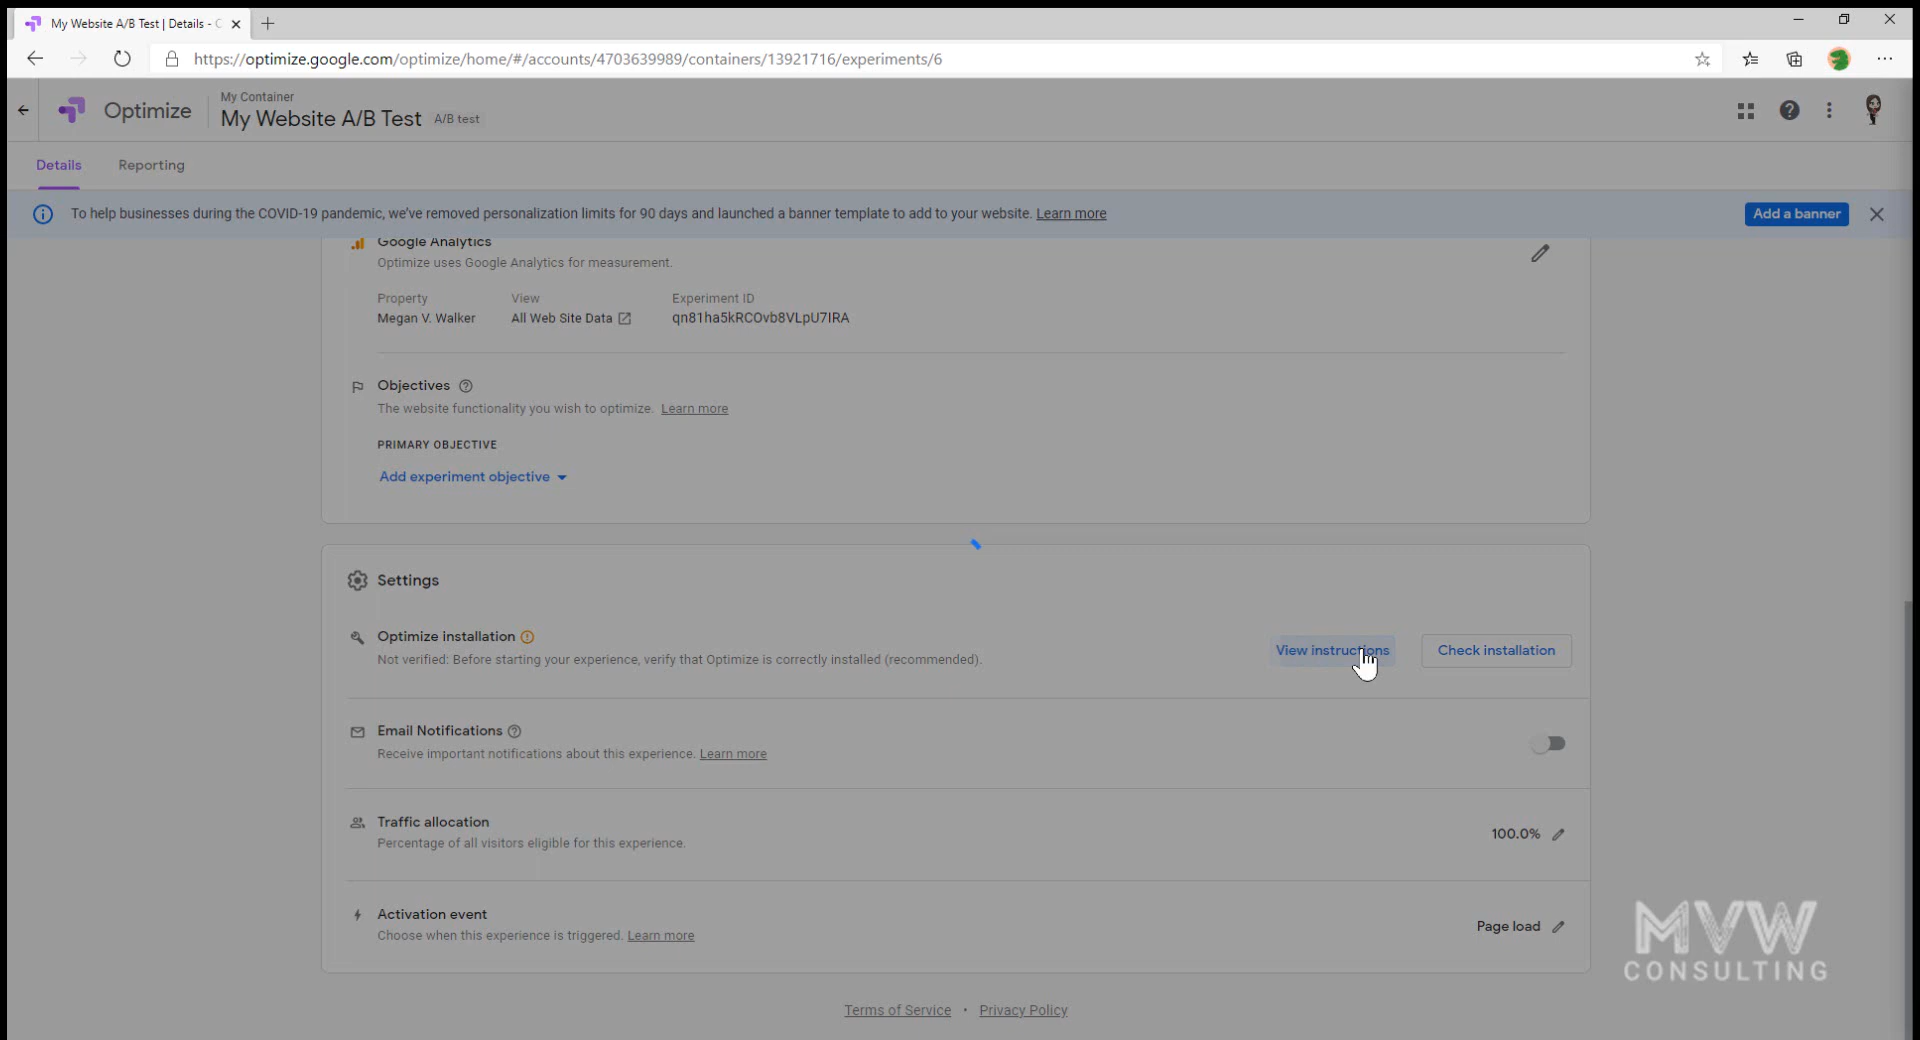 My Website A/B Test | Details -
https://optimize.google.com/optimize/home/#/accounts/4703639989/containers/13921716/experiments/6
Optimize
My Container
My Website A/B Test A/B test
Details Reporting
To help businesses during the COVID-19 pandemic, we've removed personalization limits for 90 days and launched a banner template to add to your website. Learn more
Add a banner
Google Analytics
Optimize uses Google Analytics for measurement.
Property View Experiment ID
Megan V. Walker All Web Site Data qn81ha5kRCOvb8VLpU7IRA
Objectives
The website functionality you wish to optimize. Learn more
PRIMARY OBJECTIVE
Add experiment objective
Settings
Optimize installation
Not verified: Before starting your experience, verify that Optimize is correctly installed (recommended).
View instructions Check installation
Email Notifications
Receive important notifications about this experience. Learn more
Traffic allocation
Percentage of all visitors eligible for this experience.
100.0%
Activation event
Choose when this experience is triggered. Learn more
Page load
MVW
CONSULTING
Terms of Service • Privacy Policy